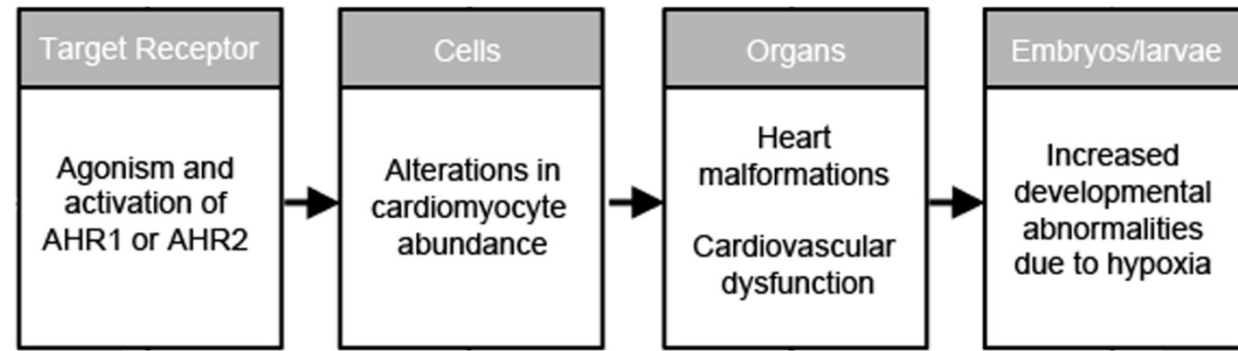 Target Receptor
Agonism and
activation of
AHR1 or AHR2
Cells
Alterations in
cardiomyocyte
abundance
Organs
Heart
malformations
Cardiovascular
dysfunction
Embryos/larvae
Increased
developmental
abnormalities
due to hypoxia